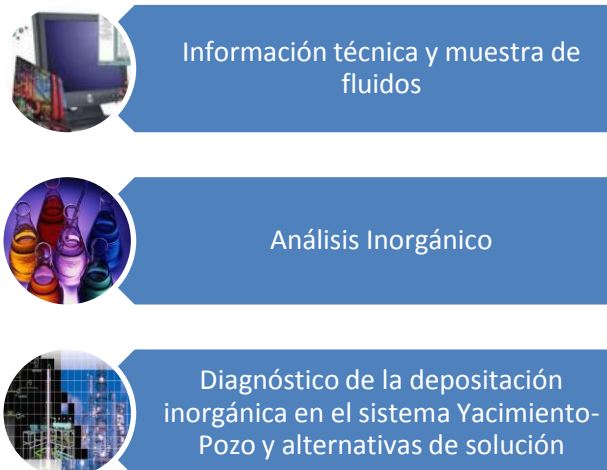 Información técnica y muestra de
fluidos
Análisis Inorgánico
Diagnóstico de la depositación
inorgánica en el sistema Yacimiento-
Pozo y alternativas de solución